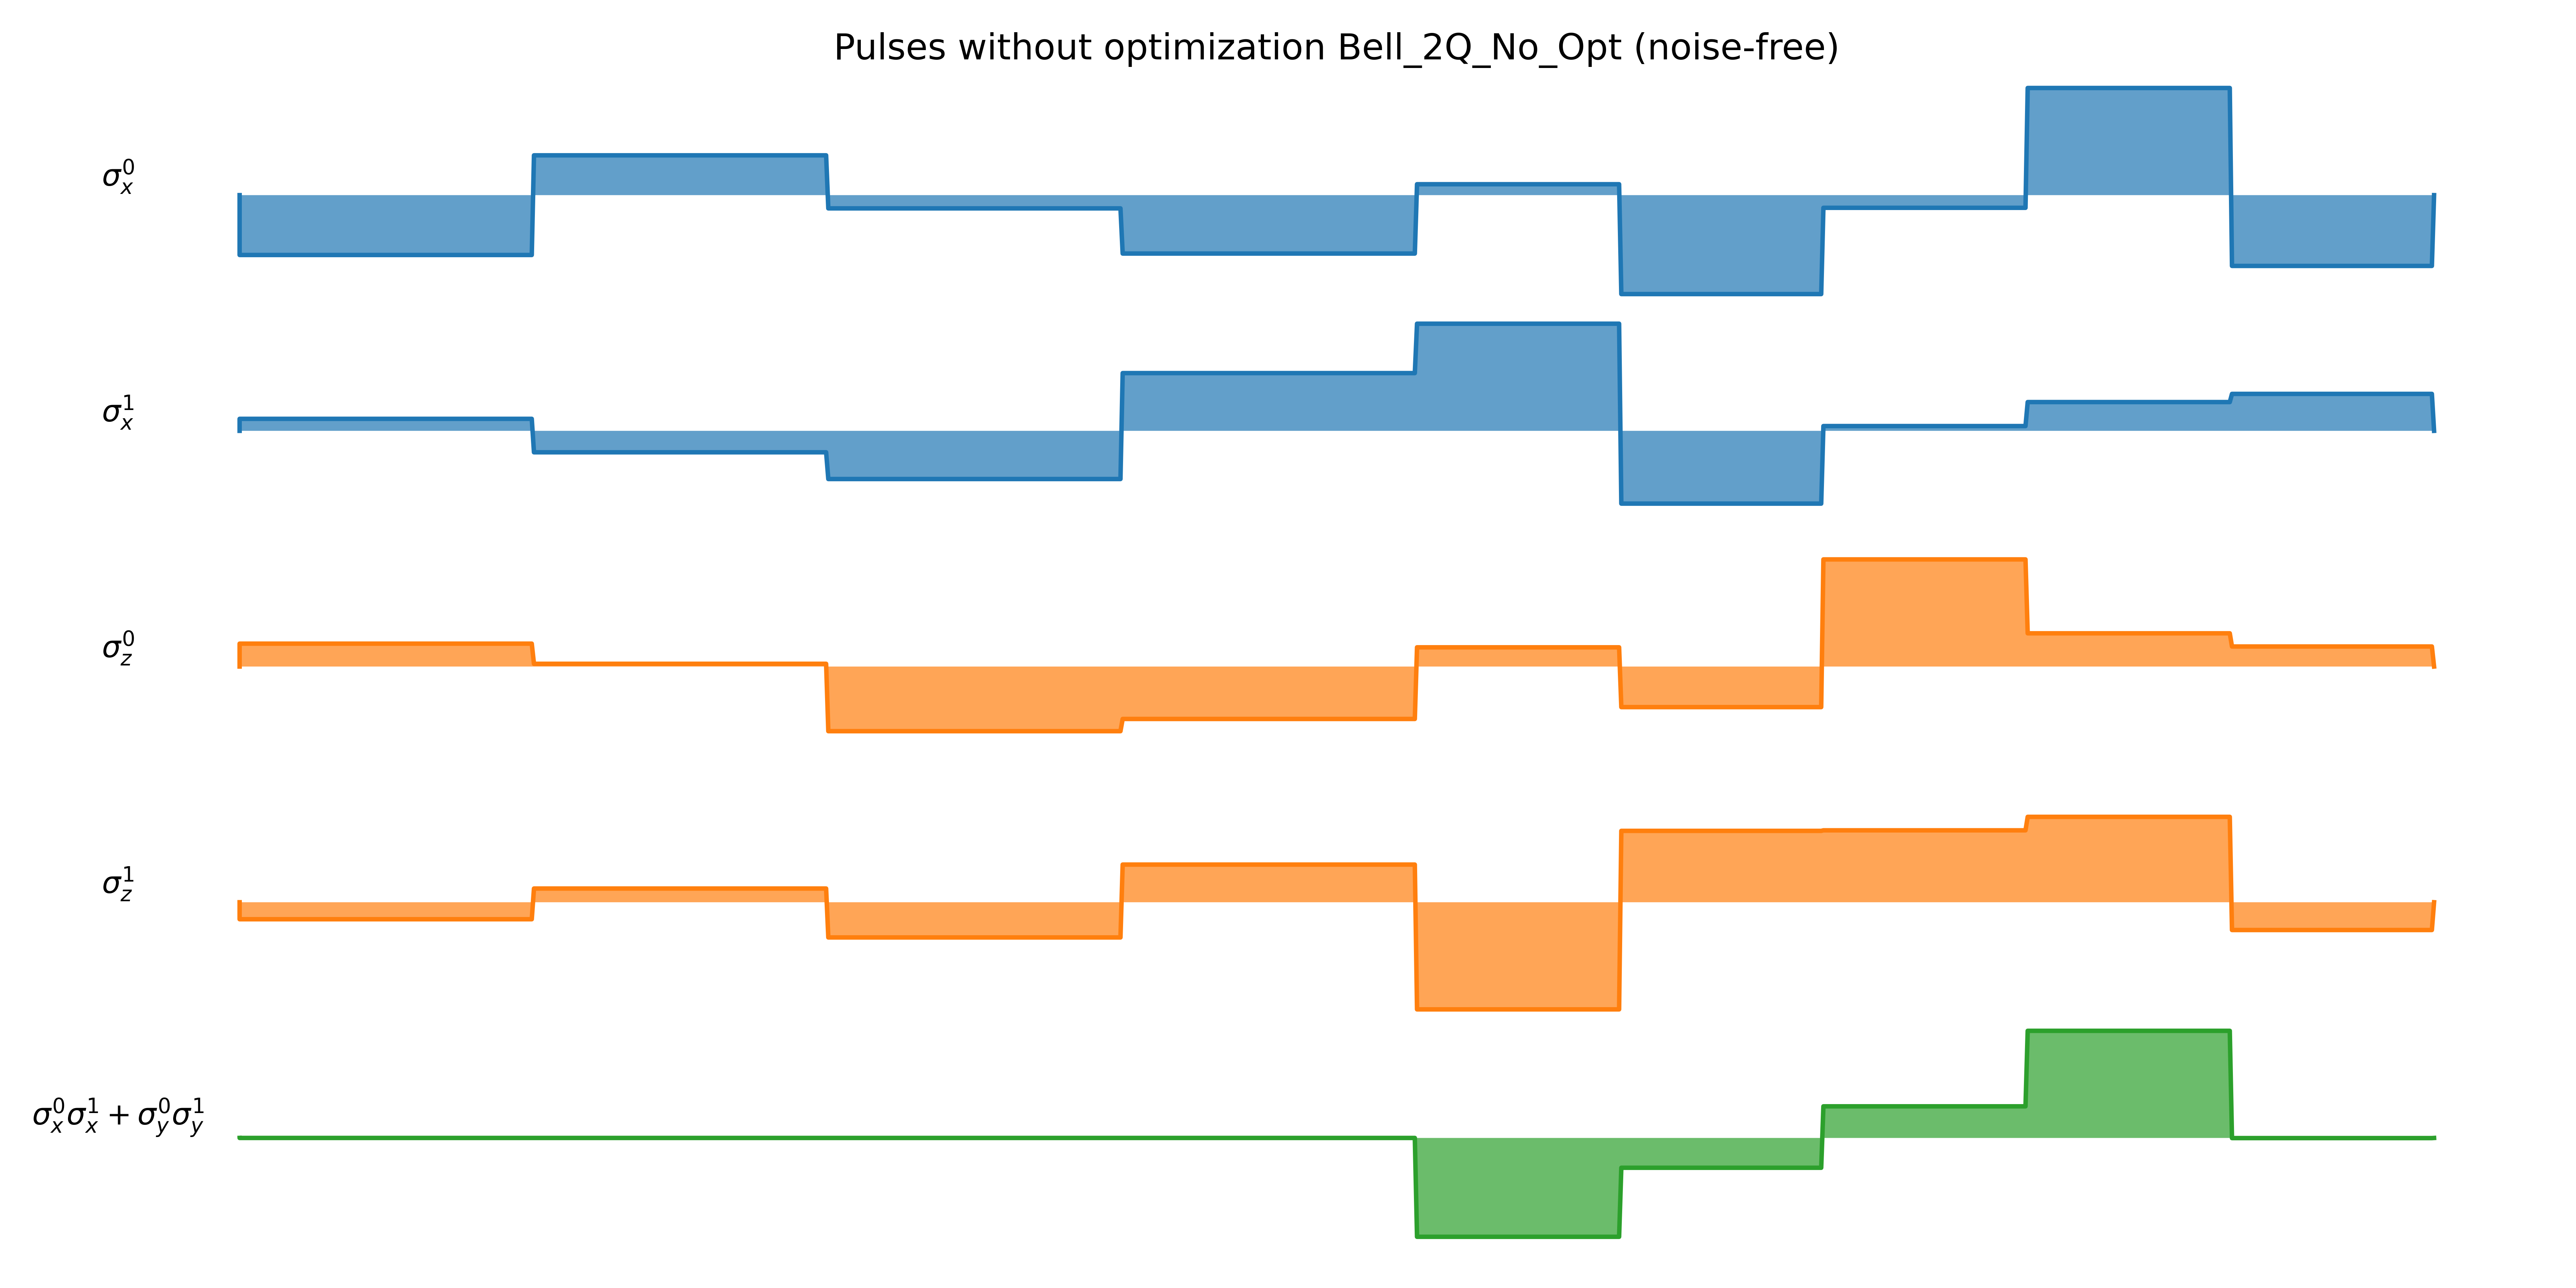 Pulses without optimization Bell_2Q_No_Opt (noise-free)
σ_x^0
σ_x^1
σ_z^0
σ_z^1
σ_x^0σ_x^1 + σ_y^0σ_y^1